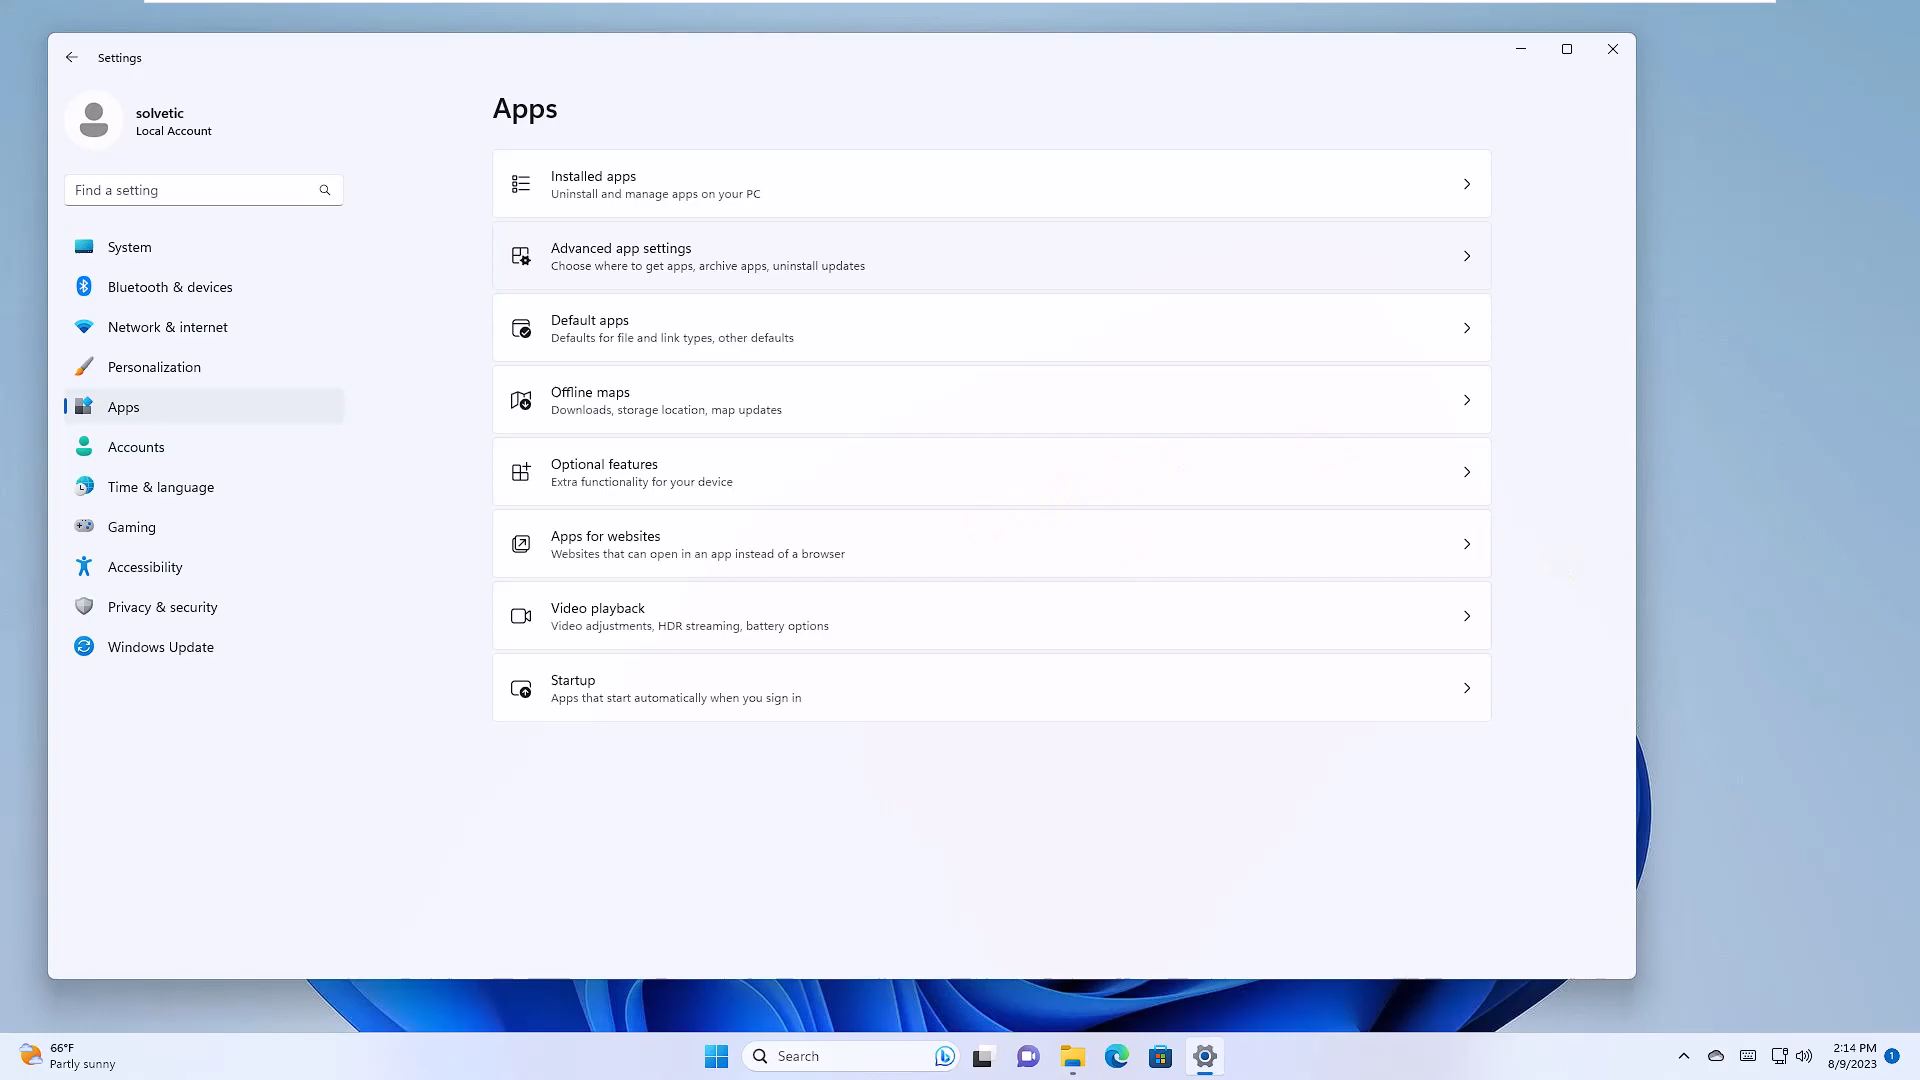 Settings
solvetic
Local Account
Find a setting
System
Bluetooth & devices
Network & internet
Personalization
Apps
Accounts
Time & language
Gaming
Accessibility
Privacy & security
Windows Update
Apps
Installed apps
Uninstall and manage apps on your PC
Advanced app settings
Choose where to get apps, archive apps, uninstall updates
Default apps
Defaults for file and link types, other defaults
Offline maps
Downloads, storage location, map updates
Optional features
Extra functionality for your device
Apps for websites
Websites that can open in an app instead of a browser
Video playback
Video adjustments, HDR streaming, battery options
Startup
Apps that start automatically when you sign in
66°F
Partly sunny
Search
2:14 PM
8/9/2023
1